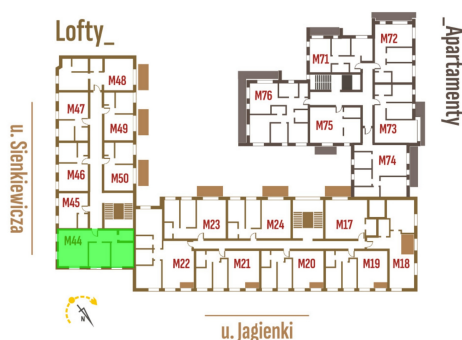 Lofty_
_Apartamenty
M72
M71
M48
M76
M47
M49
M75
M73
u. Sienkiewicza
M74
M46
M50
M45
M23
M24
M17
M44
M22
M21
M20
M19
M18
N
u. Jagienki